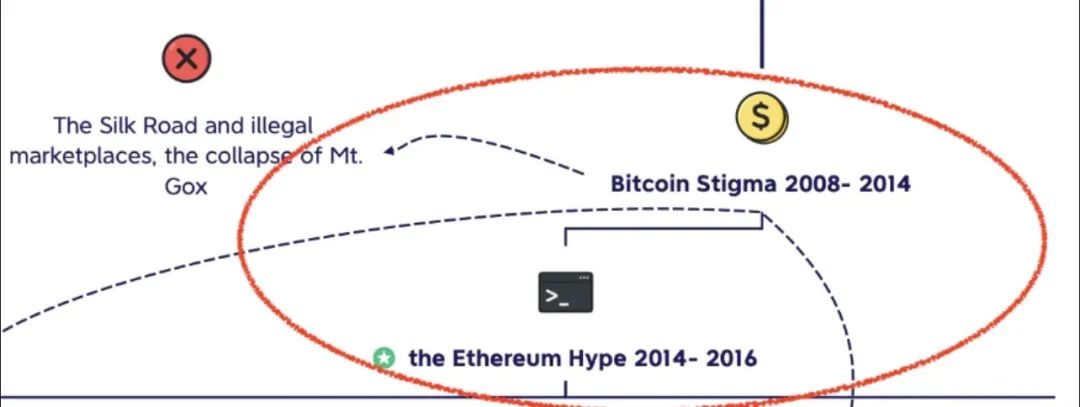 The Silk Road and illegal
marketplaces, the collapse of Mt.
Gox
$
Bitcoin Stigma 2008- 2014
>_
the Ethereum Hype 2014- 2016